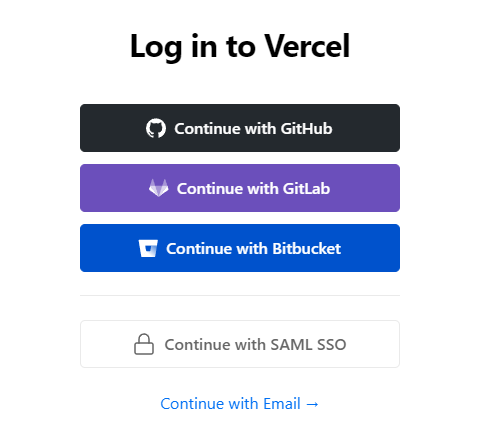 Log in to Vercel
Continue with GitHub
Continue with GitLab
Continue with Bitbucket
Continue with SAML SSO
Continue with Email →